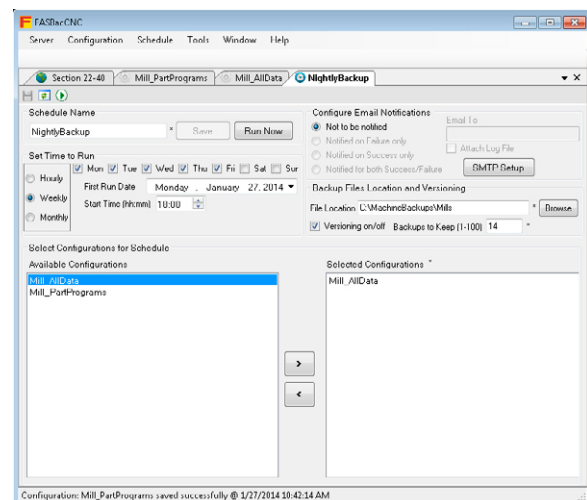 FASBacCNC
Server Configuration Schedule Tools Window Help
Section 22-40 Mill_PartPrograms Mill_AllData NightlyBackup
Schedule Name
NightlyBackup * Save Run Now
Set Time to Run
Mon Tue Wed Thu Fri Sat Sun
Hourly
Weekly
Monthly
First Run Date Monday , January 27, 2014
Start Time (hh:mm) 18:00
Configure Email Notifications
Not to be notified
Notified on Failure only
Notified on Success only
Notified for both Success/Failure
Email To
Attach Log File
SMTP Setup
Backup Files Location and Versioning
File Location C:\MachineBackups\Mills * Browse
Versioning on/off Backups to Keep (1-100) 14 *
Select Configurations for Schedule
Available Configurations
Mill_AllData
Mill_PartPrograms
>
<
Selected Configurations *
Mill_AllData
Configuration: Mill_PartPrograms saved successfully @ 1/27/2014 10:42:14 AM